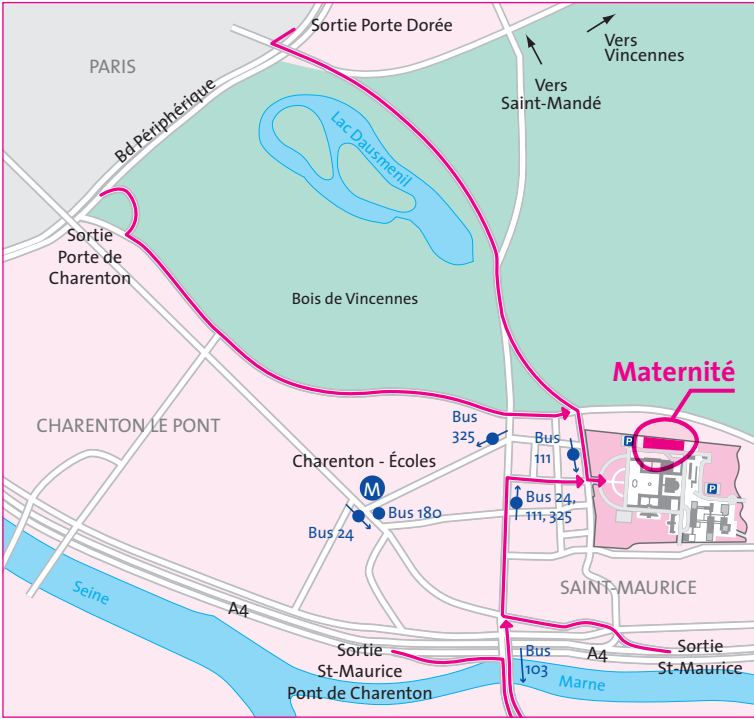 Sortie Porte Dorée
Vers
Vincennes
PARIS
Vers
Saint-Mandé
Bd Périphérique
Lac Dausmenil
Sortie
Porte de
Charenton
Bois de Vincennes
Maternité
CHARENTON LE PONT
Bus
325
Bus
111
P
Charenton - Écoles
M
P
Bus 24,
111, 325
Bus 180
Bus 24
Seine
SAINT-MAURICE
A4
Sortie
St-Maurice
Pont de Charenton
Bus
103
A4
Sortie
St-Maurice
Marne